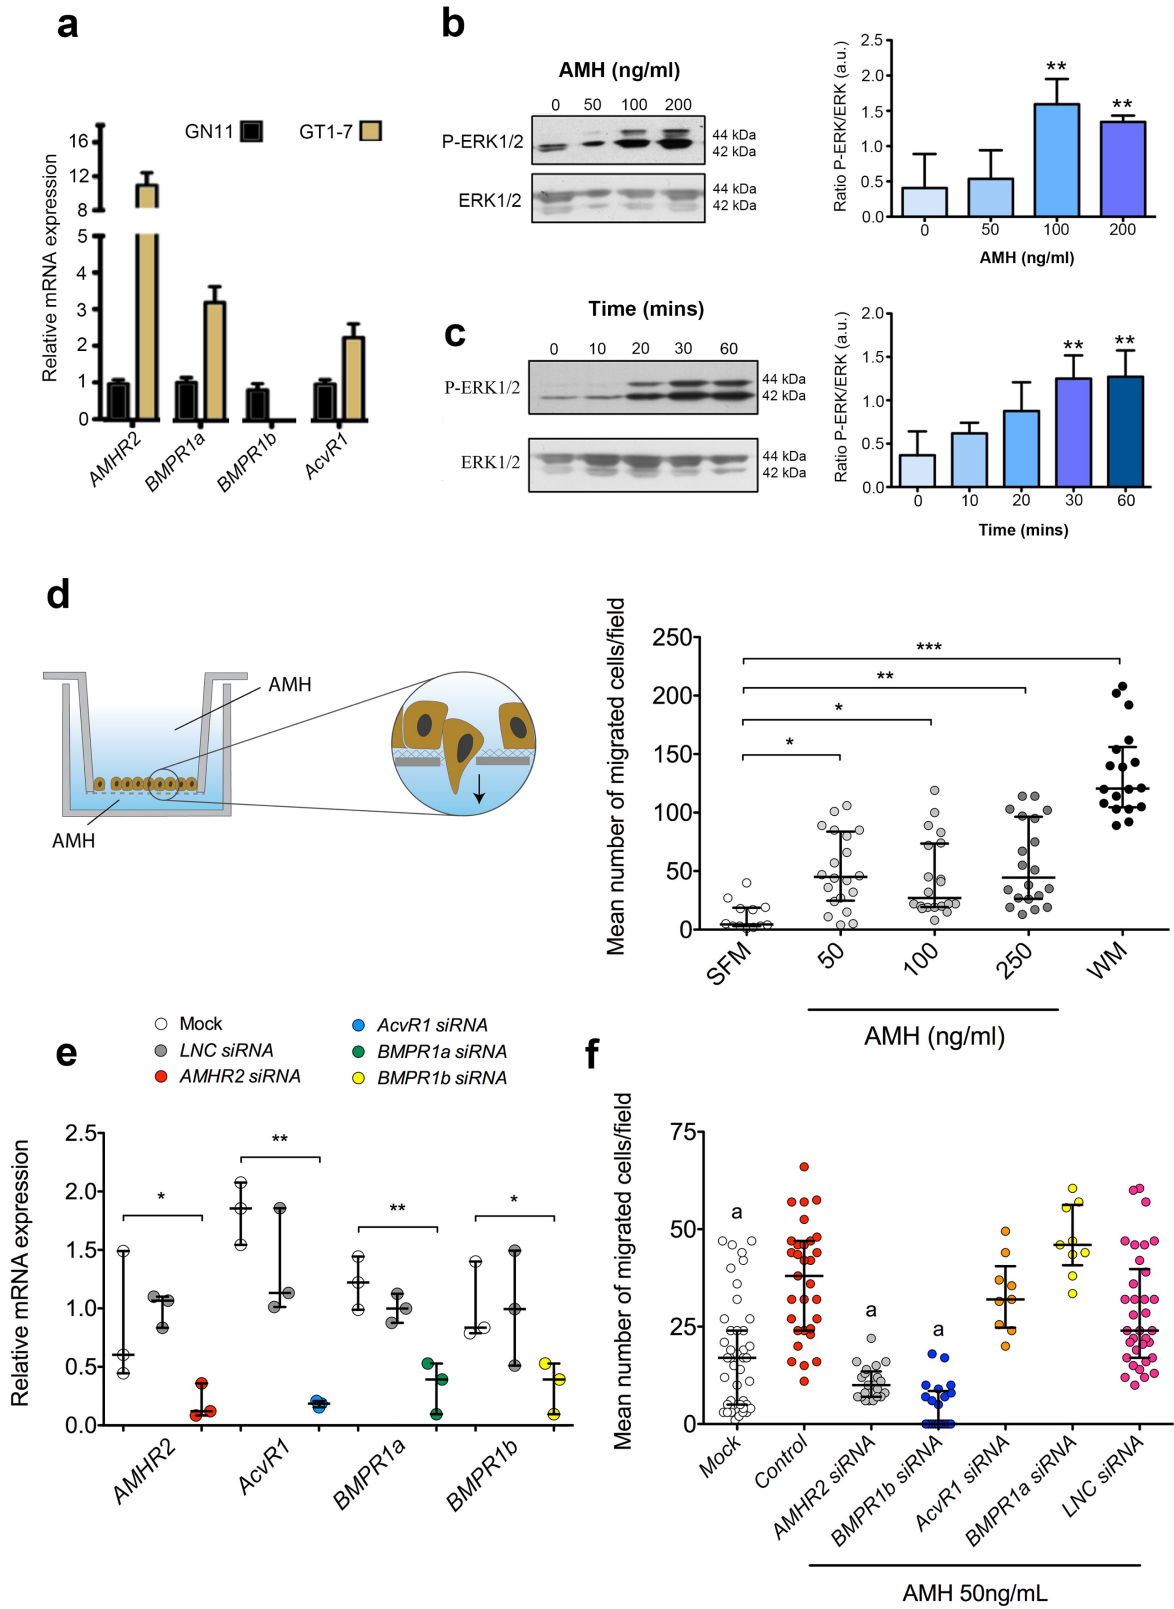 a
GN11
GT1-7
Relative mRNA expression
16
12
8
5
4
3
2
1
0
AMHR2
BMPR1a
BMPR1b
AcvR1
b
AMH (ng/ml)
0 50 100 200
P-ERK1/2
44 kDa
42 kDa
ERK1/2
44 kDa
42 kDa
Ratio P-ERK/ERK (a.u.)
2.5
2.0
1.5
1.0
0.5
0.0
**
**
0 50 100 200
AMH (ng/ml)
c
Time (mins)
0 10 20 30 60
P-ERK1/2
44 kDa
42 kDa
ERK1/2
44 kDa
42 kDa
Ratio P-ERK/ERK (a.u.)
2.0
1.5
1.0
0.5
0.0
**
**
0 10 20 30 60
Time (mins)
d
AMH
AMH
Mean number of migrated cells/field
250
200
150
100
50
0
***
**
*
*
SFM
50
100
250
WM
AMH (ng/ml)
e
Mock
LNC siRNA
AMHR2 siRNA
AcvR1 siRNA
BMPR1a siRNA
BMPR1b siRNA
Relative mRNA expression
2.5
2.0
1.5
1.0
0.5
0.0
*
**
**
*
AMHR2
AcvR1
BMPR1a
BMPR1b
f
Mean number of migrated cells/field
75
50
25
0
a
a
a
Mock
Control
AMHR2 siRNA
BMPR1b siRNA
AcvR1 siRNA
BMPR1a siRNA
LNC siRNA
AMH 50ng/mL